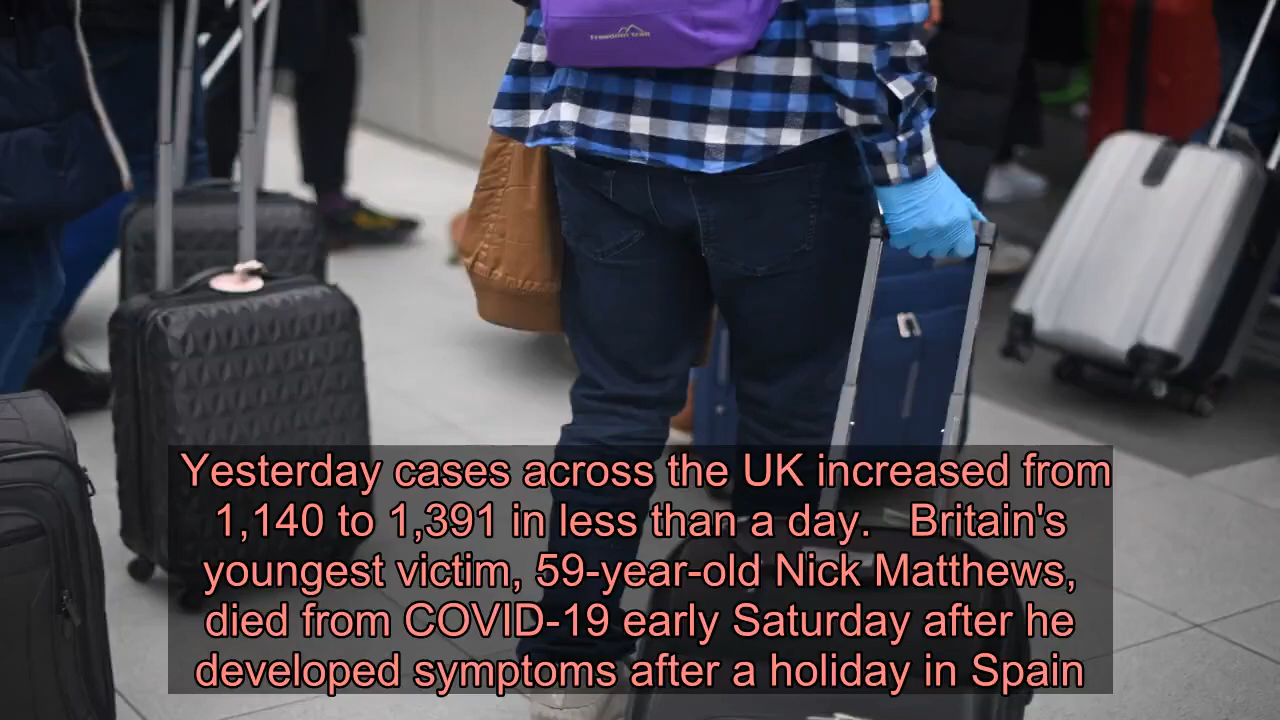 freedom trail
Yesterday cases across the UK increased from
1,140 to 1,391 in less than a day. Britain's
youngest victim, 59-year-old Nick Matthews,
died from COVID-19 early Saturday after he
developed symptoms after a holiday in Spain